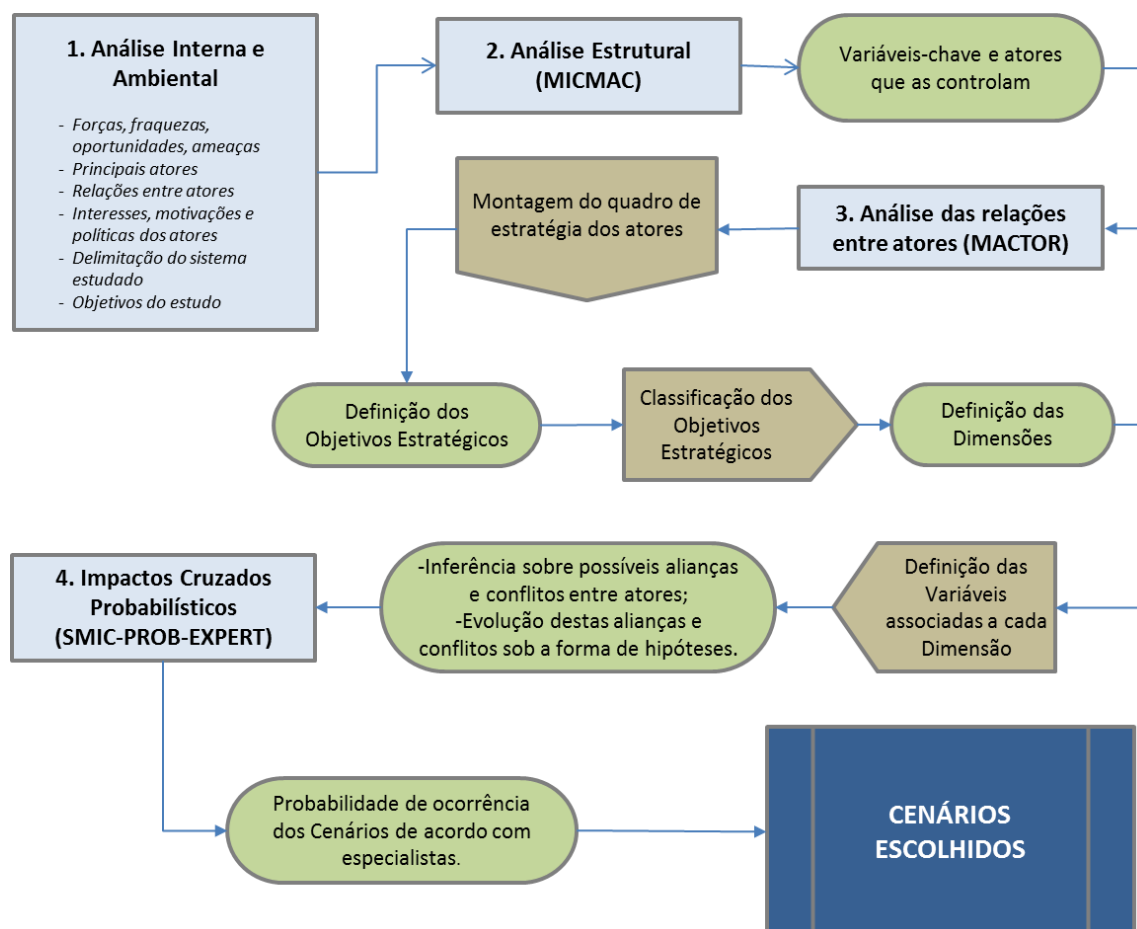 1. Análise Interna e
Ambiental
- Forças, fraquezas,
oportunidades, ameaças
- Principais atores
- Relações entre atores
- Interesses, motivações e
políticas dos atores
- Delimitação do sistema
estudado
- Objetivos do estudo
2. Análise Estrutural
(MICMAC)
Variáveis-chave e atores
que as controlam
3. Análise das relações
entre atores (MACTOR)
Montagem do quadro de
estratégia dos atores
Definição dos
Objetivos Estratégicos
Classificação dos
Objetivos
Estratégicos
Definição das
Dimensões
Definição das
Variáveis
associadas a cada
Dimensão
-Inferência sobre possíveis alianças
e conflitos entre atores;
-Evolução destas alianças e
conflitos sob a forma de hipóteses.
4. Impactos Cruzados
Probabilísticos
(SMIC-PROB-EXPERT)
Probabilidade de ocorrência
dos Cenários de acordo com
especialistas.
CENÁRIOS
ESCOLHIDOS